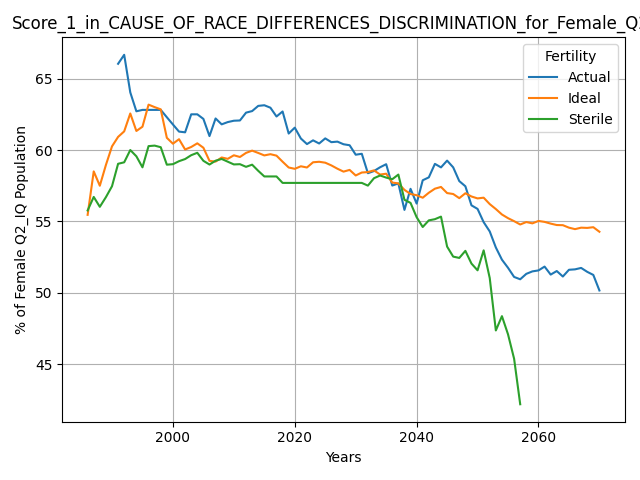 Score_1_in_CAUSE_OF_RACE_DIFFERENCES_DISCRIMINATION_for_Female_Q2
Fertility
Actual
Ideal
Sterile
% of Female Q2_IQ Population
65
60
55
50
45
2000
2020
2040
2060
Years